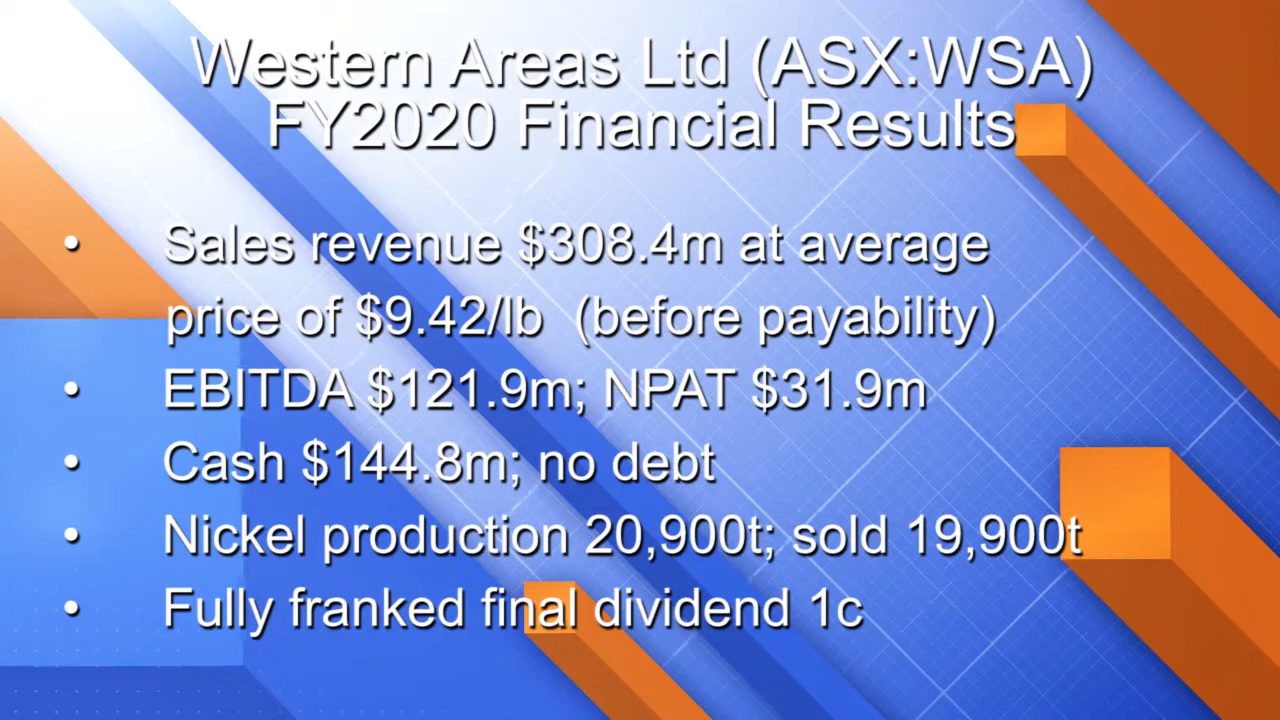 Western Areas Ltd (ASX:WSA)
FY2020 Financial Results
• Sales revenue $308.4m at average
price of $9.42/lb (before payability)
• EBITDA $121.9m; NPAT $31.9m
• Cash $144.8m; no debt
• Nickel production 20,900t; sold 19,900t
• Fully franked final dividend 1c